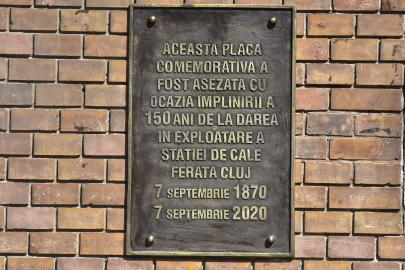 ACEASTA PLACA
COMEMORATIVA A
FOST ASEZATA CU
OCAZIA IMPLINIRII A
150 ANI DE LA DAREA
IN EXPLOATARE A
STATIEI DE CALE
FERATA CLUJ
7 SEPTEMBRIE 1870
7 SEPTEMBRIE 2020